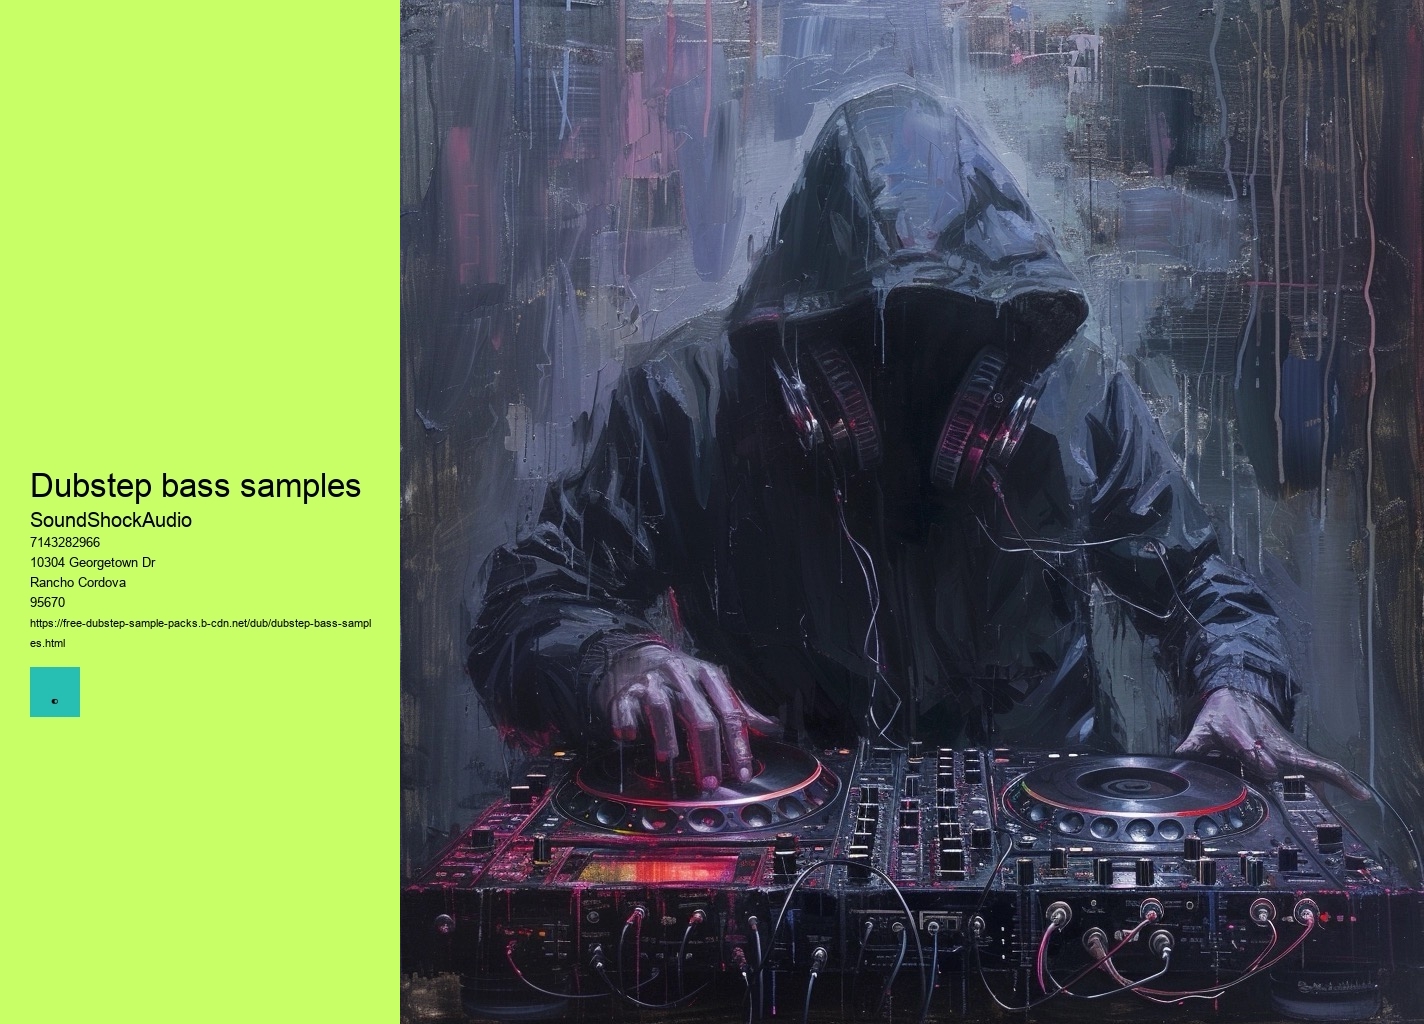 Dubstep bass samples
SoundShockAudio
7143282966
10304 Georgetown Dr
Rancho Cordova
95670
https://free-dubstep-sample-packs.b-cdn.net/dub/dubstep-bass-sampl
es.html